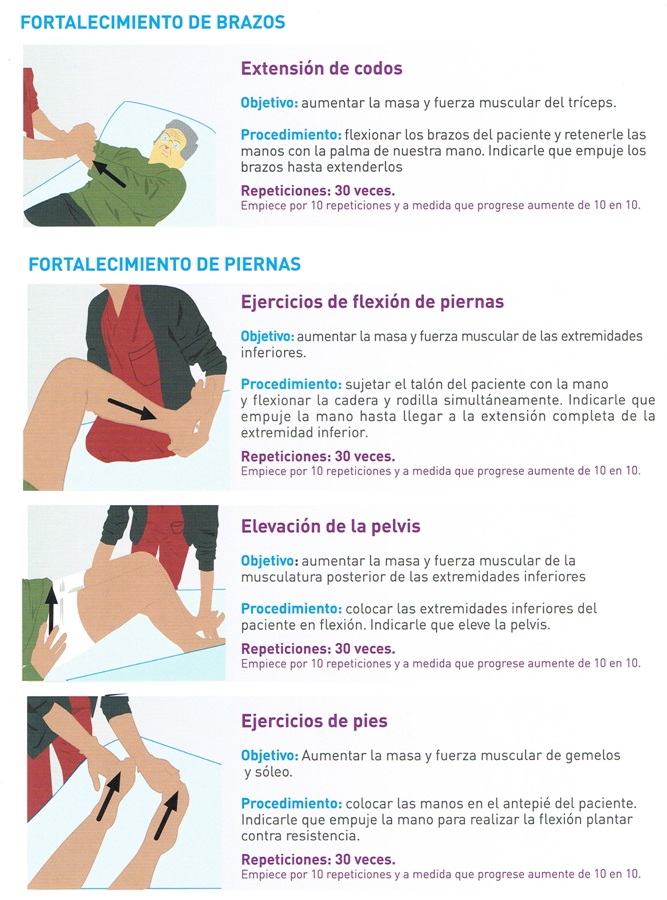 FORTALECIMIENTO DE BRAZOS
Extensión de codos
Objetivo: aumentar la masa y fuerza muscular del tríceps.
Procedimiento: flexionar los brazos del paciente y retenerle las
manos con la palma de nuestra mano. Indicarle que empuje los
brazos hasta extenderlos
Repeticiones: 30 veces.
Empiece por 10 repeticiones y a medida que progrese aumente de 10 en 10.
FORTALECIMIENTO DE PIERNAS
Ejercicios de flexión de piernas
Objetivo: aumentar la masa y fuerza muscular de las extremidades
inferiores.
Procedimiento: sujetar el talón del paciente con la mano
y flexionar la cadera y rodilla simultáneamente. Indicarle que
empuje la mano hasta llegar a la extensión completa de la
extremidad inferior.
Repeticiones: 30 veces.
Empiece por 10 repeticiones y a medida que progrese aumente de 10 en 10.
Elevación de la pelvis
Objetivo: aumentar la masa y fuerza muscular de la
musculatura posterior de las extremidades inferiores
Procedimiento: colocar las extremidades inferiores del
paciente en flexión. Indicarle que eleve la pelvis.
Repeticiones: 30 veces.
Empiece por 10 repeticiones y a medida que progrese aumente de 10 en 10.
Ejercicios de pies
Objetivo: Aumentar la masa y fuerza muscular de gemelos
y sóleo.
Procedimiento: colocar las manos en el antepié del paciente.
Indicarle que empuje la mano para realizar la flexión plantar
contra resistencia.
Repeticiones: 30 veces.
Empiece por 10 repeticiones y a medida que progrese aumente de 10 en 10.